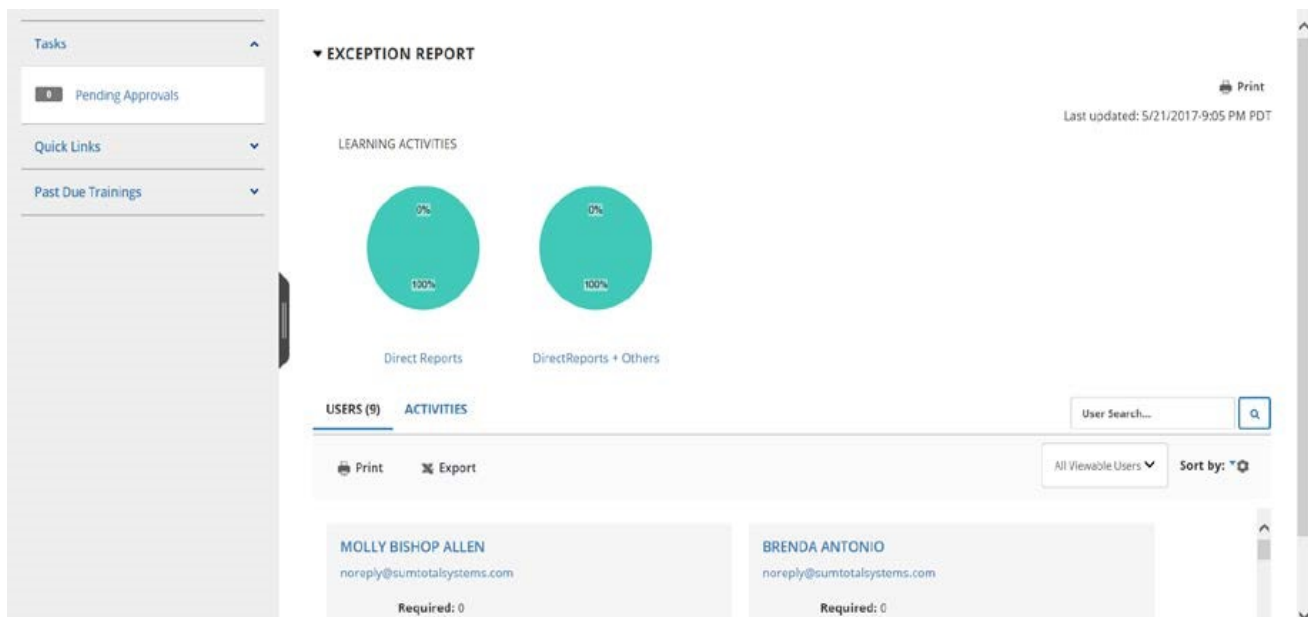 Tasks
0 Pending Approvals
Quick Links
Past Due Trainings
EXCEPTION REPORT
Print
Last updated: 5/21/2017-9:05 PM PDT
LEARNING ACTIVITIES
0%
100%
0%
100%
Direct Reports
DirectReports + Others
USERS (9) ACTIVITIES
User Search...
Print Export
All Viewable Users Sort by:
MOLLY BISHOP ALLEN
noreply@sumtotalsystems.com
Required: 0
BRENDA ANTONIO
noreply@sumtotalsystems.com
Required: 0